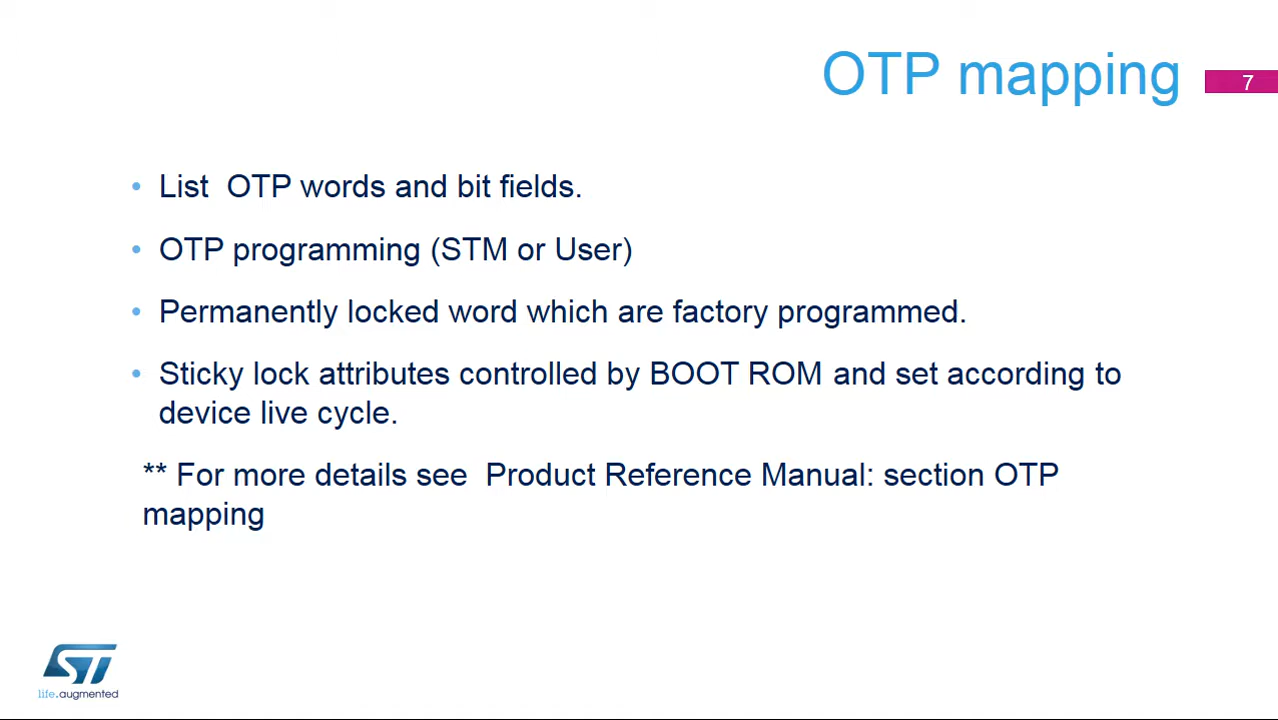 OTP mapping
7
• List  OTP words and bit fields.
• OTP programming (STM or User)
• Permanently locked word which are factory programmed.
• Sticky lock attributes controlled by BOOT ROM and set according to
device live cycle.
** For more details see  Product Reference Manual: section OTP
mapping
ST
life.augmented